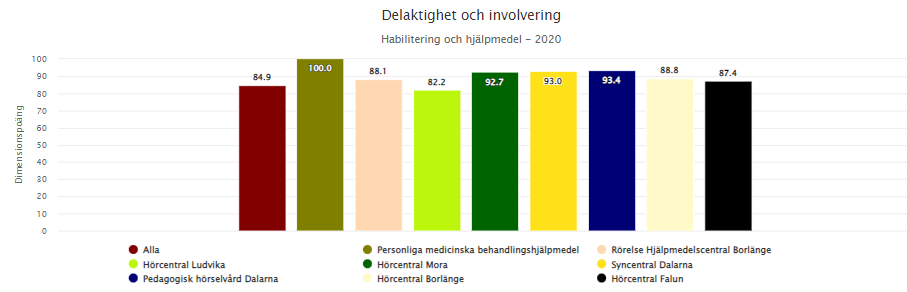 Delaktighet och involvering
Habilitering och hjälpmedel - 2020
Dimensionspoäng
100
90
80
70
60
50
40
30
20
10
0
84.9
100.0
88.1
82.2
92.7
93.0
93.4
88.8
87.4
Alla
Personliga medicinska behandlingshjälpmedel
Rörelse Hjälpmedelscentral Borlänge
Hörcentral Ludvika
Hörcentral Mora
Syncentral Dalarna
Pedagogisk hörselvård Dalarna
Hörcentral Borlänge
Hörcentral Falun